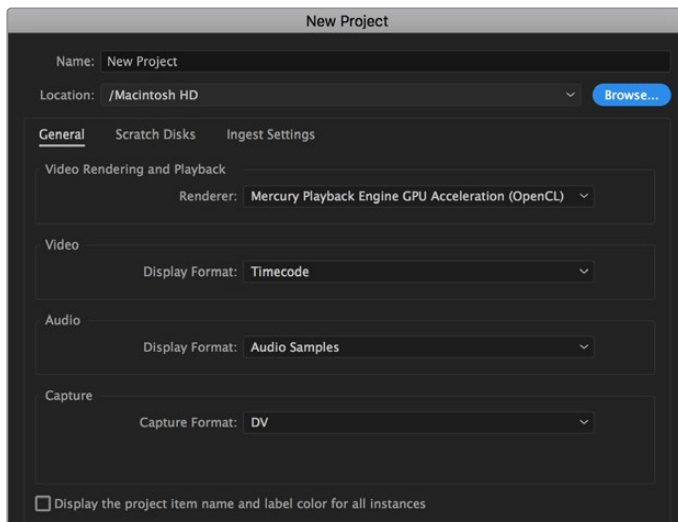 New Project
Name: New Project
Location: /Macintosh HD Browse...
General Scratch Disks Ingest Settings
Video Rendering and Playback
Renderer: Mercury Playback Engine GPU Acceleration (OpenCL)
Video
Display Format: Timecode
Audio
Display Format: Audio Samples
Capture
Capture Format: DV
Display the project item name and label color for all instances